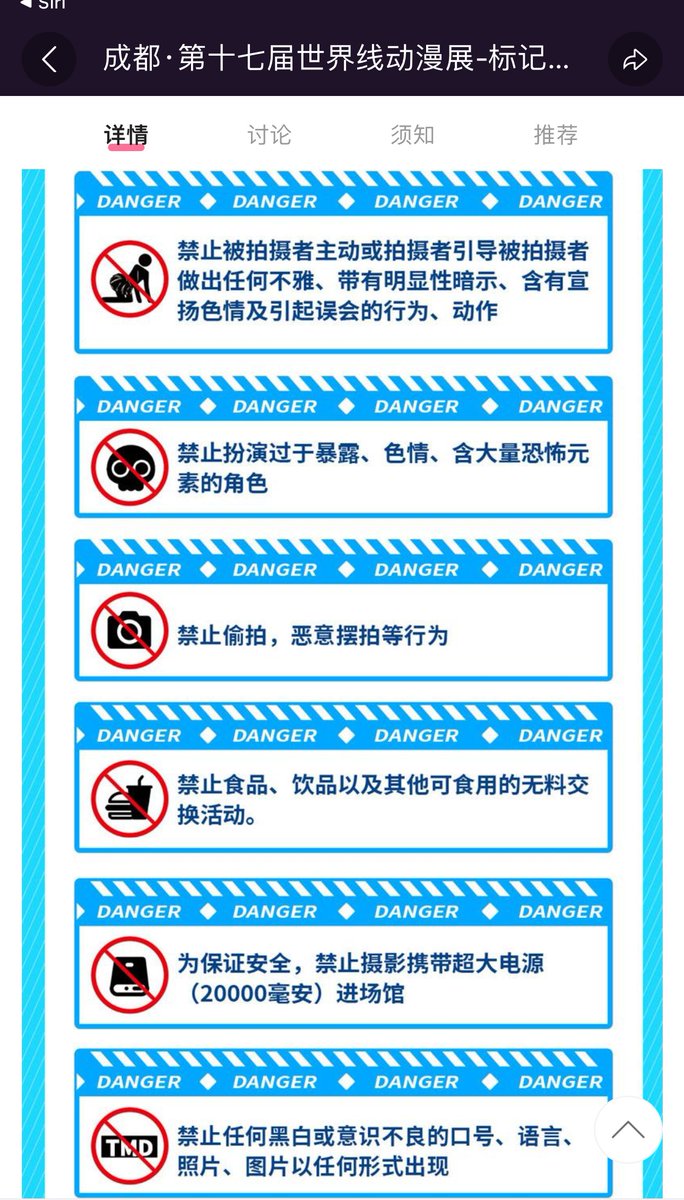 ◀ Siri
成都·第十七届世界线动漫展-标记...
详情 讨论 须知 推荐
DANGER ◆ DANGER ◆ DANGER ◆ DANGER
禁止被拍摄者主动或拍摄者引导被拍摄者
做出任何不雅、带有明显性暗示、含有宣
扬色情及引起误会的行为、动作
DANGER ◆ DANGER ◆ DANGER ◆ DANGER
禁止扮演过于暴露、色情、含大量恐怖元
素的角色
DANGER ◆ DANGER ◆ DANGER ◆ DANGER
禁止偷拍，恶意摆拍等行为
DANGER ◆ DANGER ◆ DANGER ◆ DANGER
禁止食品、饮品以及其他可食用的无料交
换活动。
DANGER ◆ DANGER ◆ DANGER ◆ DANGER
为保证安全，禁止摄影携带超大电源
（20000毫安）进场馆
DANGER ◆ DANGER ◆ DANGER ◆ DANGER
TMD
禁止任何黑白或意识不良的口号、语言、
照片、图片以任何形式出现